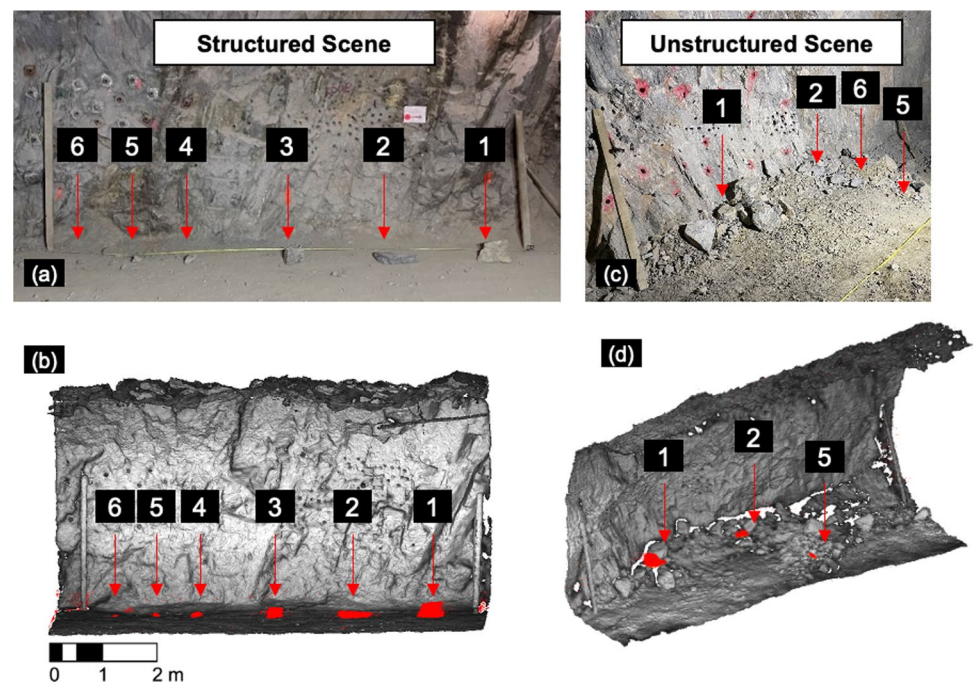 Structured Scene
Unstructured Scene
6 5 4 3 2 1
1 2 6 5
(a)
(c)
(b)
(d)
6 5 4 3 2 1
1 2 5
0 1 2 m